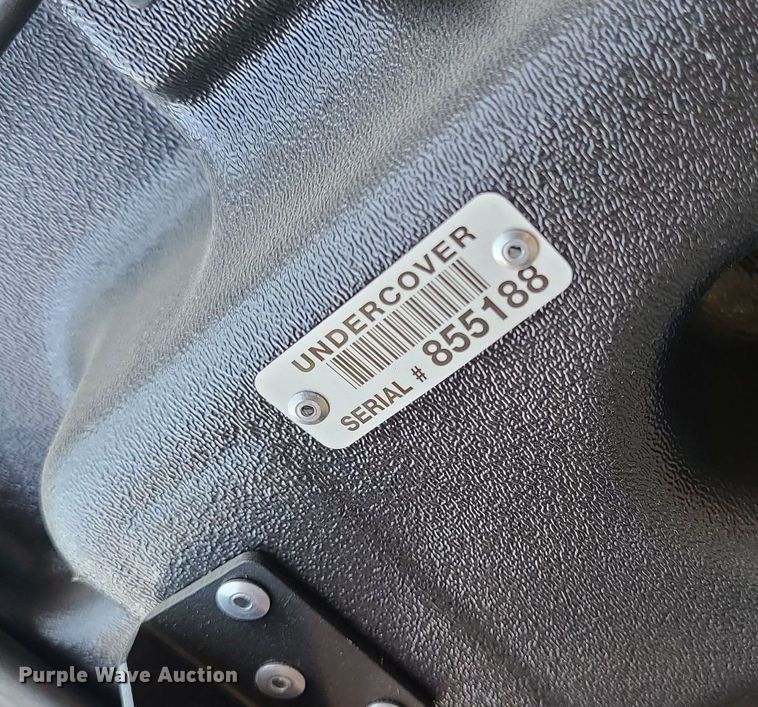 UNDERCOVER
SERIAL # 855188
Purple Wave Auction